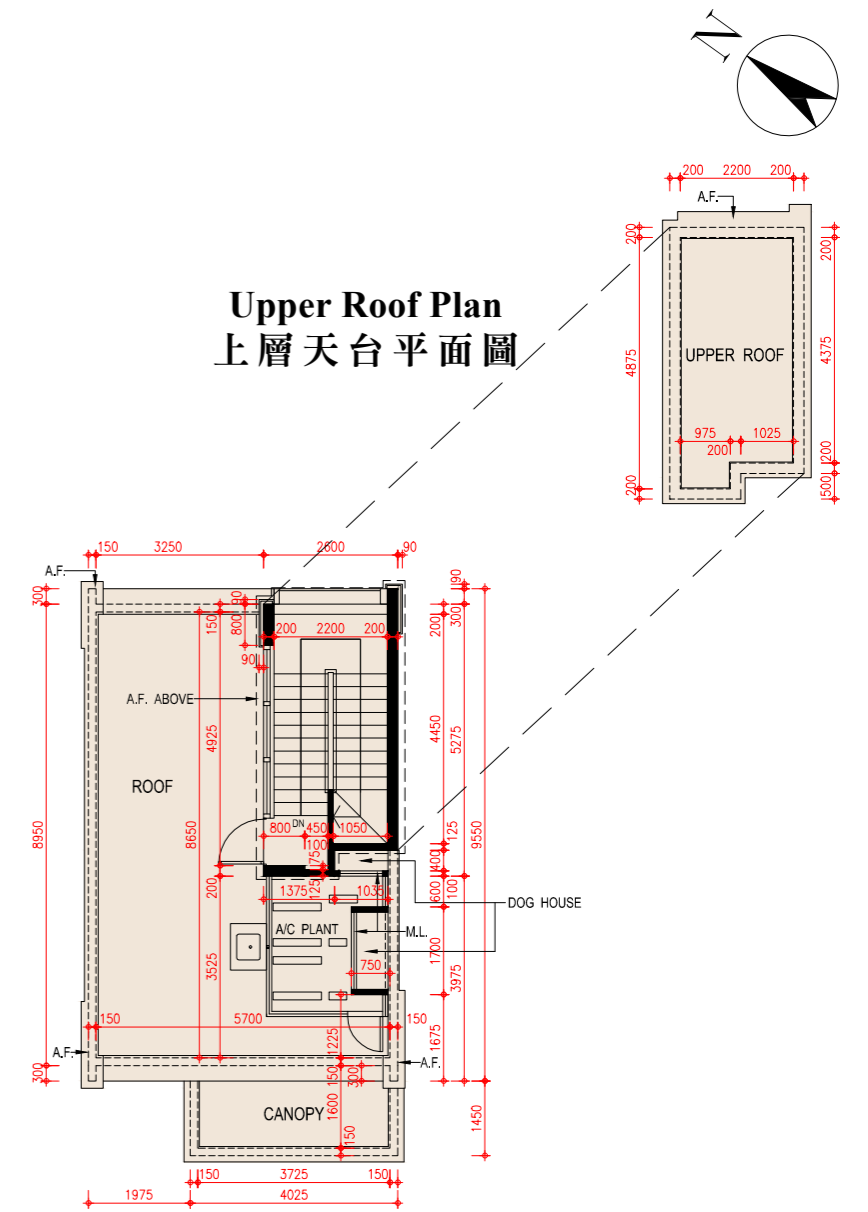 N
200 2200 200
A.F.
200
200
4875
4375
UPPER ROOF
975 1025
200
200
200
500
Upper Roof Plan
上層天台平面圖
150 3250 2600 90
A.F.
300
90
800
150
200 2200 200
90
90
300
200
A.F. ABOVE
4925
4450
5275
ROOF
8950
8650
9550
DN
800 450 1050
100
75
125
125
400
600
100
200
1375 1035
DOG HOUSE
A/C PLANT
M.L.
1700
3975
750
3525
150 5700 150
1675
1225
A.F.
A.F.
300
150
300
1600
CANOPY
150
1450
150 3725 150
1975 4025